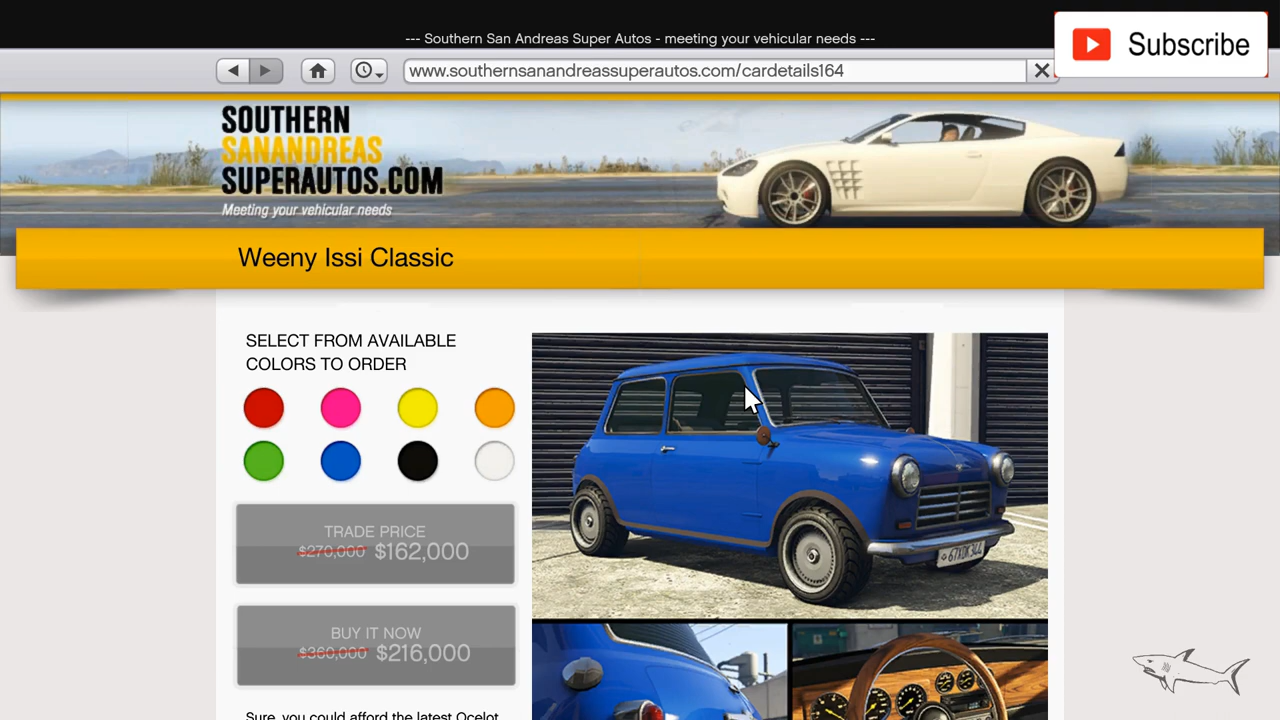 --- Southern San Andreas Super Autos - meeting your vehicular needs ---
Subscribe
www.southernsanandreassuperautos.com/cardetails164
SOUTHERN
SANANDREAS
SUPERAUTOS.COM
Meeting your vehicular needs
Weeny Issi Classic
SELECT FROM AVAILABLE
COLORS TO ORDER
TRADE PRICE
$270,000 $162,000
BUY IT NOW
$360,000 $216,000
Sure, you could afford the latest Ocelot